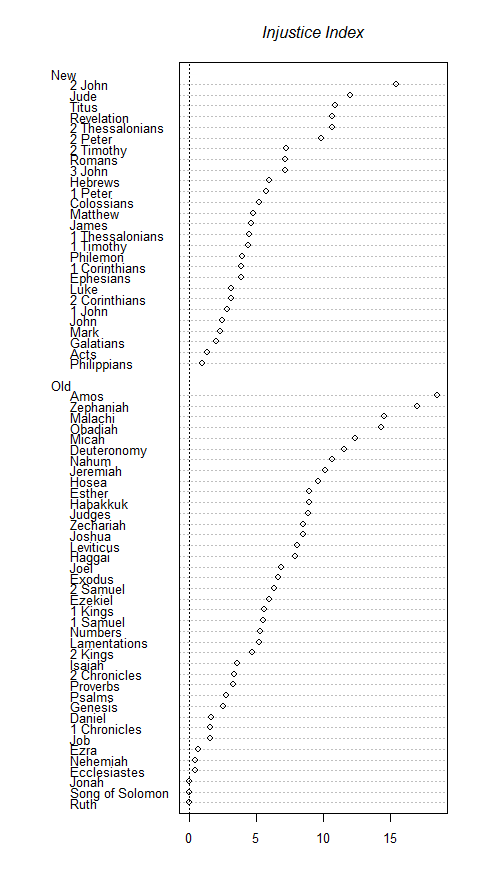 Injustice Index
New
2 John
Jude
Titus
Revelation
2 Thessalonians
2 Peter
2 Timothy
Romans
3 John
Hebrews
1 Peter
Colossians
Matthew
James
1 Thessalonians
1 Timothy
Philemon
1 Corinthians
Ephesians
Luke
2 Corinthians
1 John
John
Mark
Galatians
Acts
Philippians
Old
Amos
Zephaniah
Malachi
Obadiah
Micah
Deuteronomy
Nahum
Jeremiah
Hosea
Esther
Habakkuk
Judges
Zechariah
Joshua
Leviticus
Haggai
Joel
Exodus
2 Samuel
Ezekiel
1 Kings
1 Samuel
Numbers
Lamentations
2 Kings
Isaiah
2 Chronicles
Proverbs
Psalms
Genesis
Daniel
1 Chronicles
Job
Ezra
Nehemiah
Ecclesiastes
Jonah
Song of Solomon
Ruth
0 5 10 15